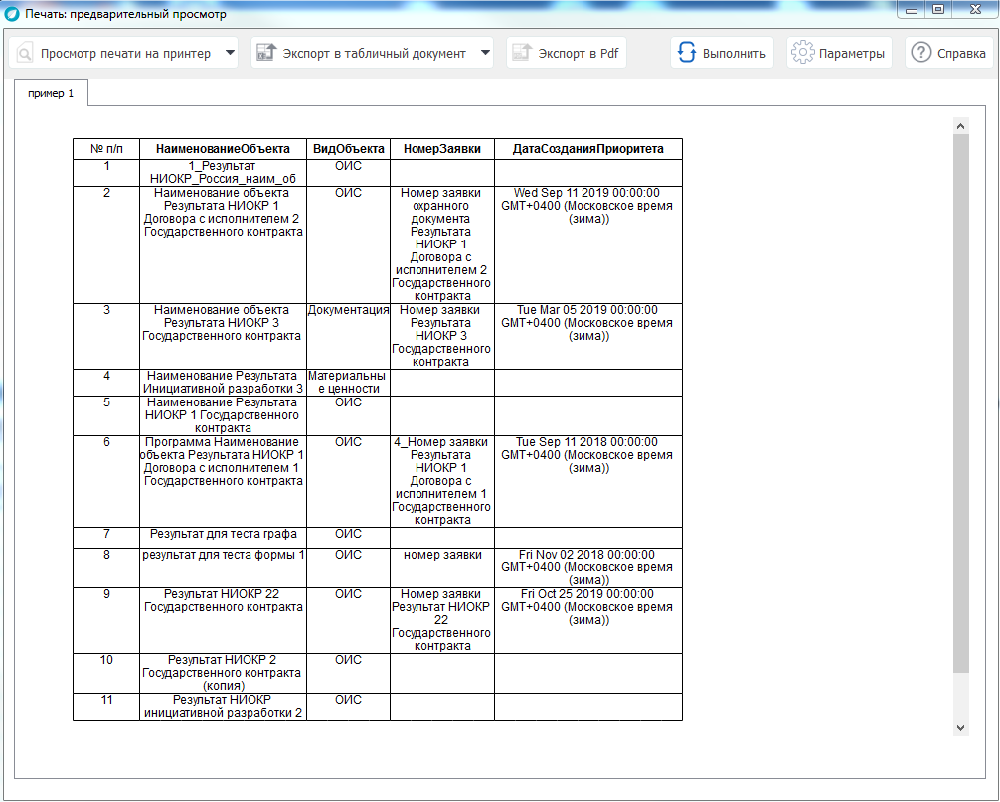 Печать: предварительный просмотр
Просмотр печати на принтер
Экспорт в табличный документ
Экспорт в Pdf
Выполнить
Параметры
Справка
пример 1
№ п/п
НаименованиеОбъекта
ВидОбъекта
НомерЗаявки
ДатаСозданияПриоритета
1
1_Результат
НИОКР_Россия_наим_об
ОИС
2
Наименование объекта
Результата НИОКР 1
Договора с исполнителем 2
Государственного контракта
ОИС
Номер заявки
охранного
документа
Результата
НИОКР 1
Договора с
исполнителем 2
Государственного
контракта
Wed Sep 11 2019 00:00:00
GMT+0400 (Московское время
(зима))
3
Наименование объекта
Результата НИОКР 3
Государственного контракта
Документация
Номер заявки
Результата
НИОКР 3
Государственного
контракта
Tue Mar 05 2019 00:00:00
GMT+0400 (Московское время
(зима))
4
Наименование Результата
Инициативной разработки 3
Материальны
е ценности
5
Наименование Результата
НИОКР 1 Государственного
контракта
ОИС
6
Программа Наименование
объекта Результата НИОКР 1
Договора с исполнителем 1
Государственного контракта
ОИС
4_Номер заявки
Результата
НИОКР 1
Договора с
исполнителем 1
Государственного
контракта
Tue Sep 11 2018 00:00:00
GMT+0400 (Московское время
(зима))
7
Результат для теста графа
ОИС
8
результат для теста формы 1
ОИС
номер заявки
Fri Nov 02 2018 00:00:00
GMT+0400 (Московское время
(зима))
9
Результат НИОКР 22
Государственного контракта
ОИС
Номер заявки
Результат НИОКР
22
Государственного
контракта
Fri Oct 25 2019 00:00:00
GMT+0400 (Московское время
(зима))
10
Результат НИОКР 2
Государственного контракта
(копия)
ОИС
11
Результат НИОКР
инициативной разработки 2
ОИС